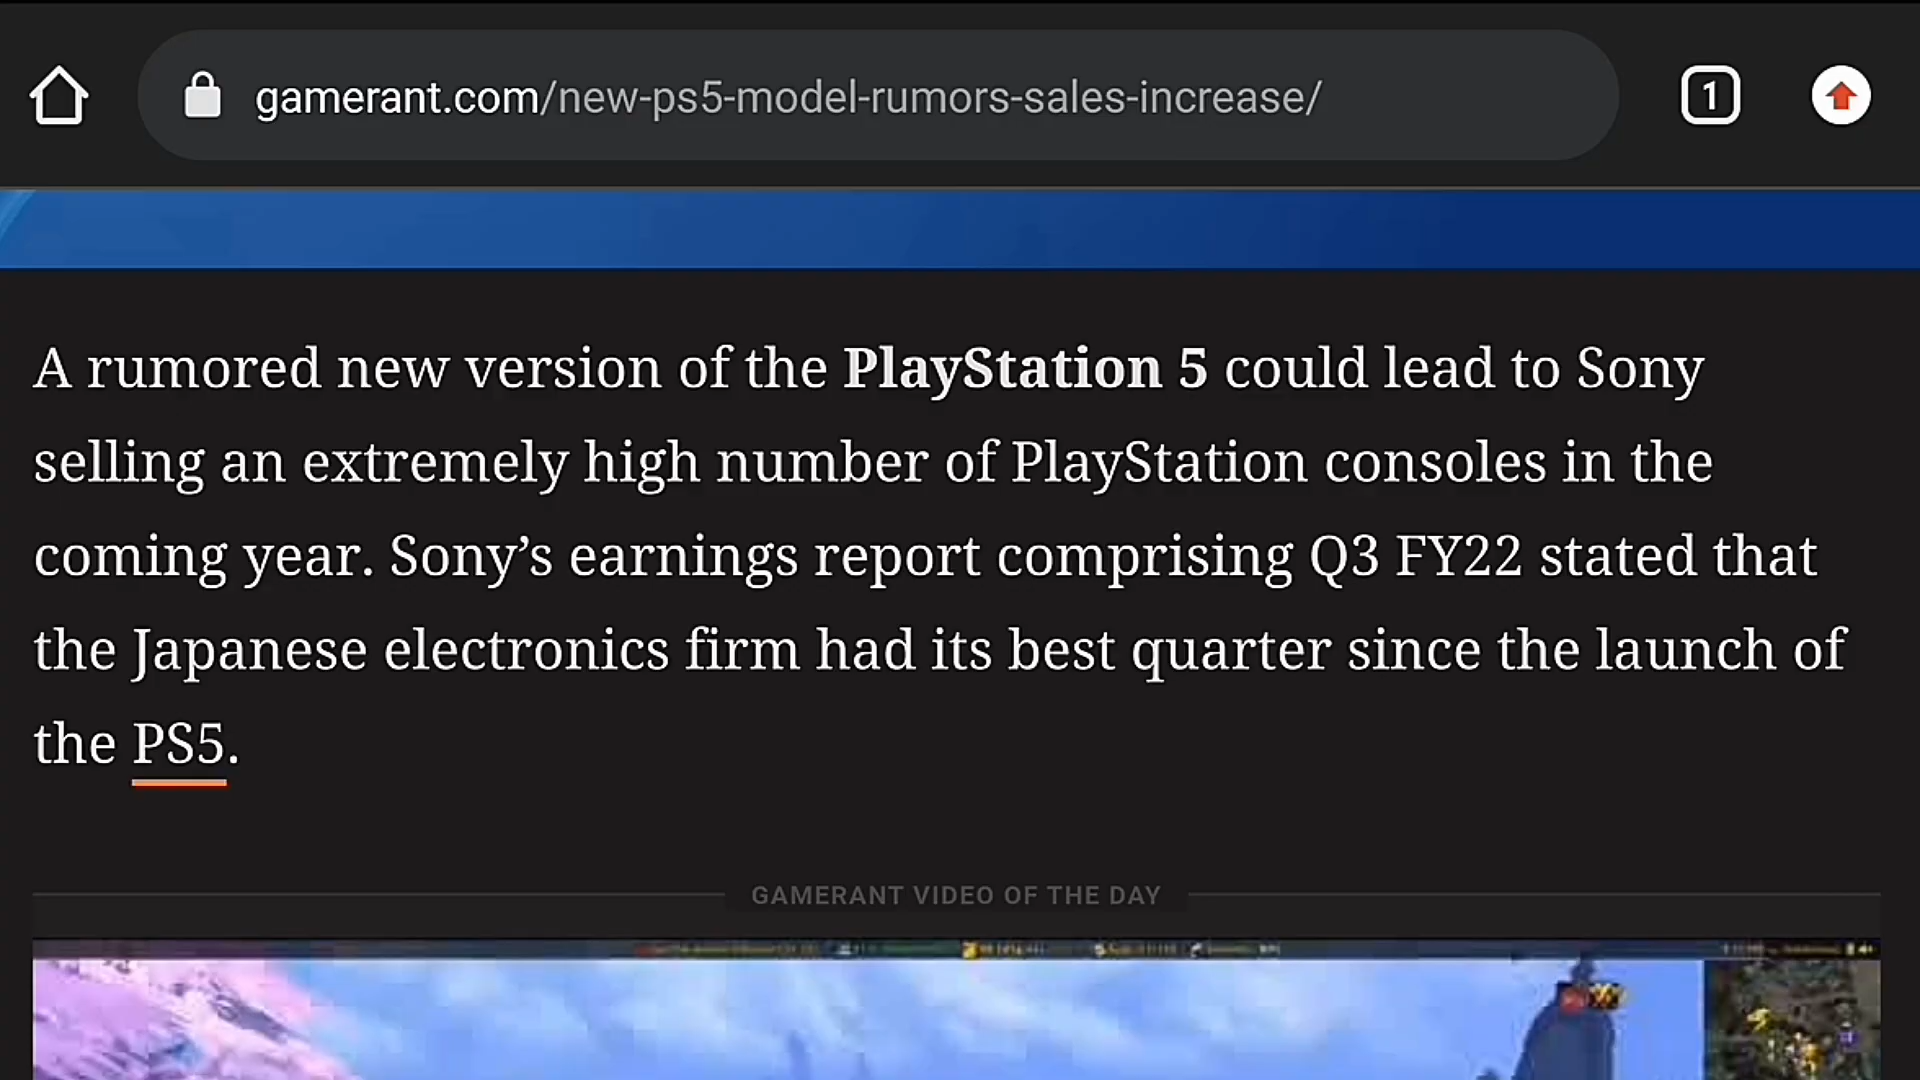 gamerant.com/new-ps5-model-rumors-sales-increase/
1
A rumored new version of the PlayStation 5 could lead to Sony
selling an extremely high number of PlayStation consoles in the
coming year. Sony’s earnings report comprising Q3 FY22 stated that
the Japanese electronics firm had its best quarter since the launch of
the PS5.
GAMERANT VIDEO OF THE DAY